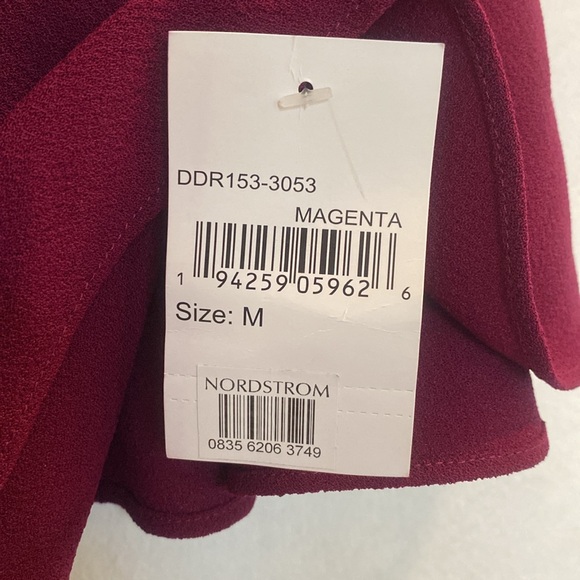 DDR153-3053
MAGENTA
1 94259 05962 6
Size: M
NORDSTROM
0835 6206 3749